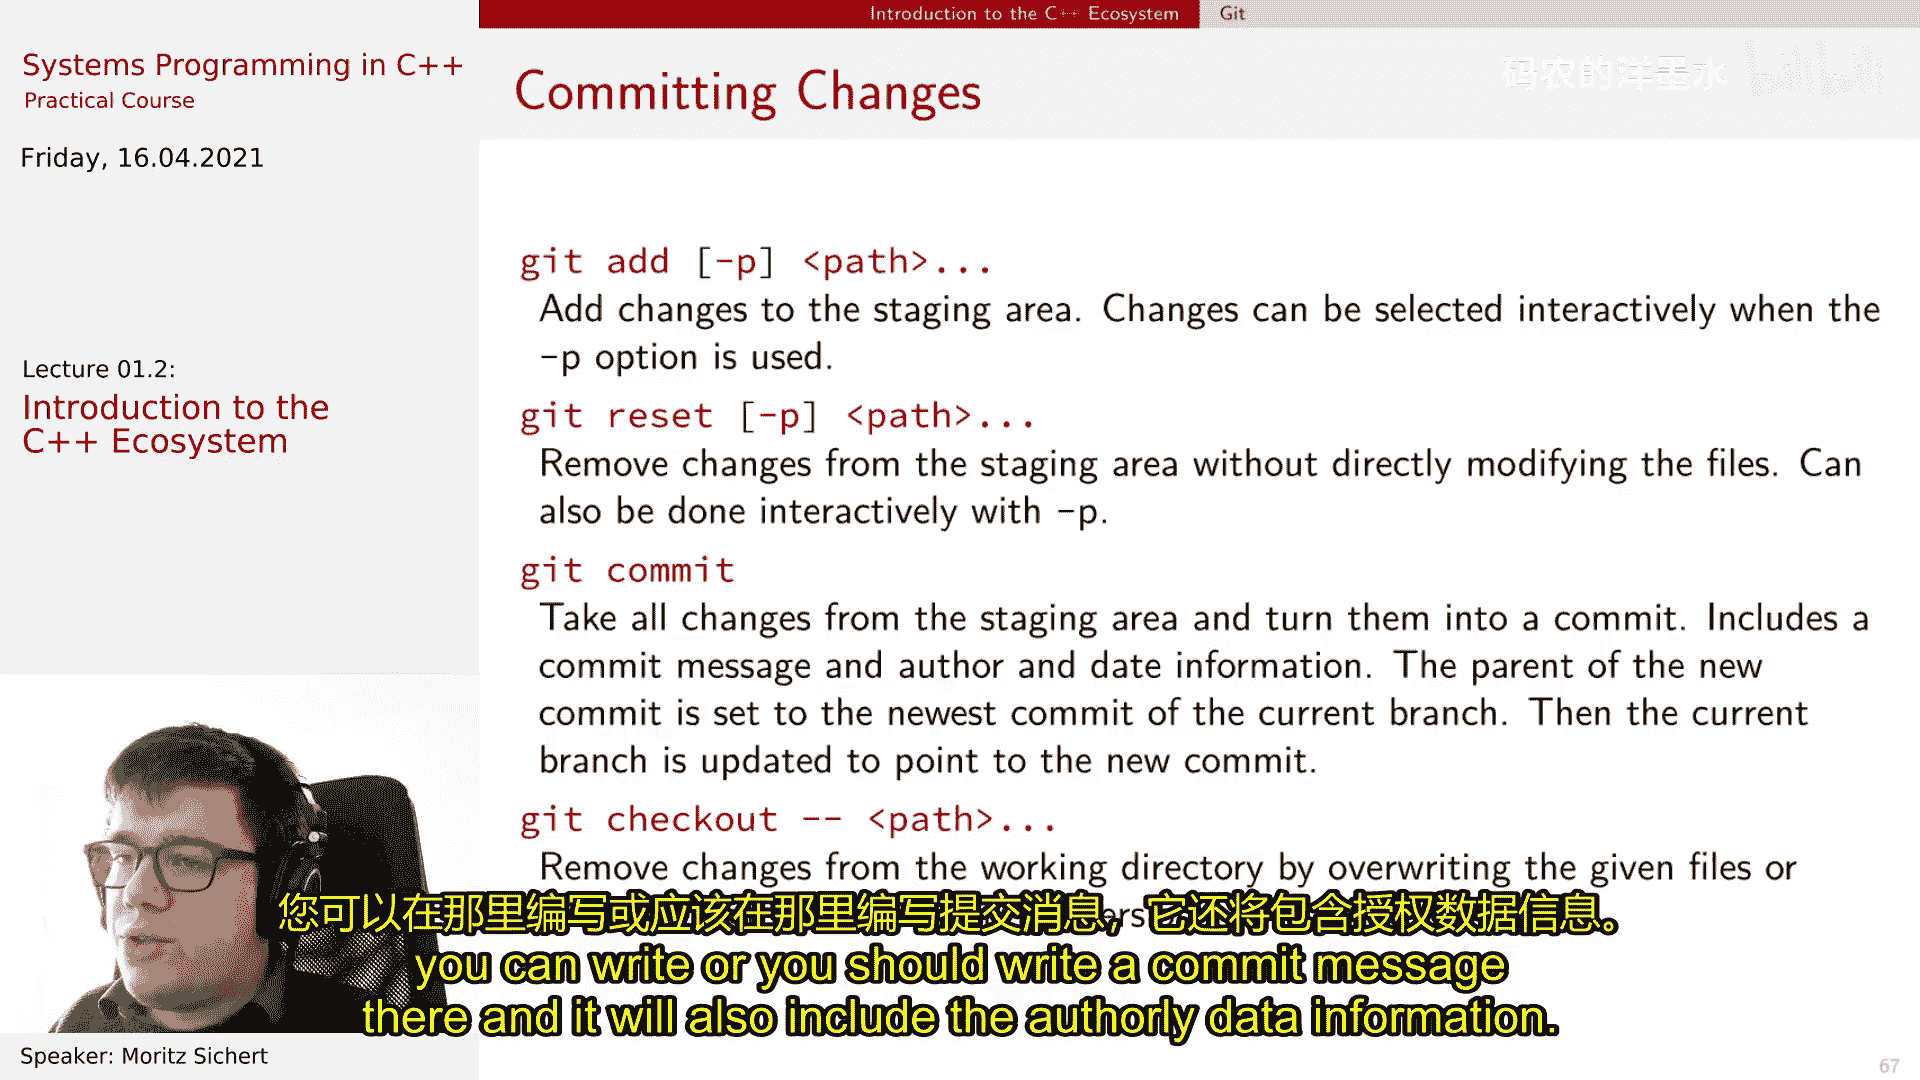 Introduction to the C++ Ecosystem Git
Systems Programming in C++
Practical Course
Friday, 16.04.2021
Lecture 01.2:
Introduction to the
C++ Ecosystem
Committing Changes
码农的洋墨水 bilibili
git add [-p] <path>...
Add changes to the staging area. Changes can be selected interactively when the
-p option is used.
git reset [-p] <path>...
Remove changes from the staging area without directly modifying the files. Can
also be done interactively with -p.
git commit
Take all changes from the staging area and turn them into a commit. Includes a
commit message and author and date information. The parent of the new
commit is set to the newest commit of the current branch. Then the current
branch is updated to point to the new commit.
git checkout -- <path>...
Remove changes from the working directory by overwriting the given files or
您可以在那里编写或应该在那里编写提交消息，它还将包含授权数据信息。
you can write or you should write a commit message
there and it will also include the authorly data information.
Speaker: Moritz Sichert
67